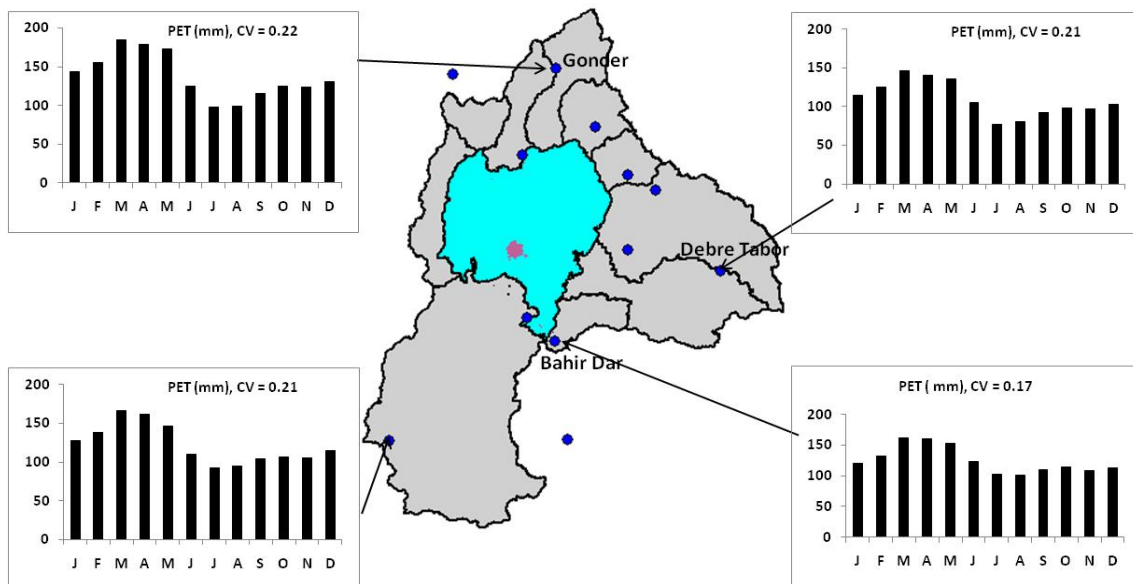 PET (mm), CV = 0.22
200
150
100
50
0
J F M A M J J A S O N D
Gonder
PET (mm), CV = 0.21
200
150
100
50
0
J F M A M J J A S O N D
Debre Tabor
Bahir Dar
PET (mm), CV = 0.21
200
150
100
50
0
J F M A M J J A S O N D
PET ( mm), CV = 0.17
200
150
100
50
0
J F M A M J J A S O N D